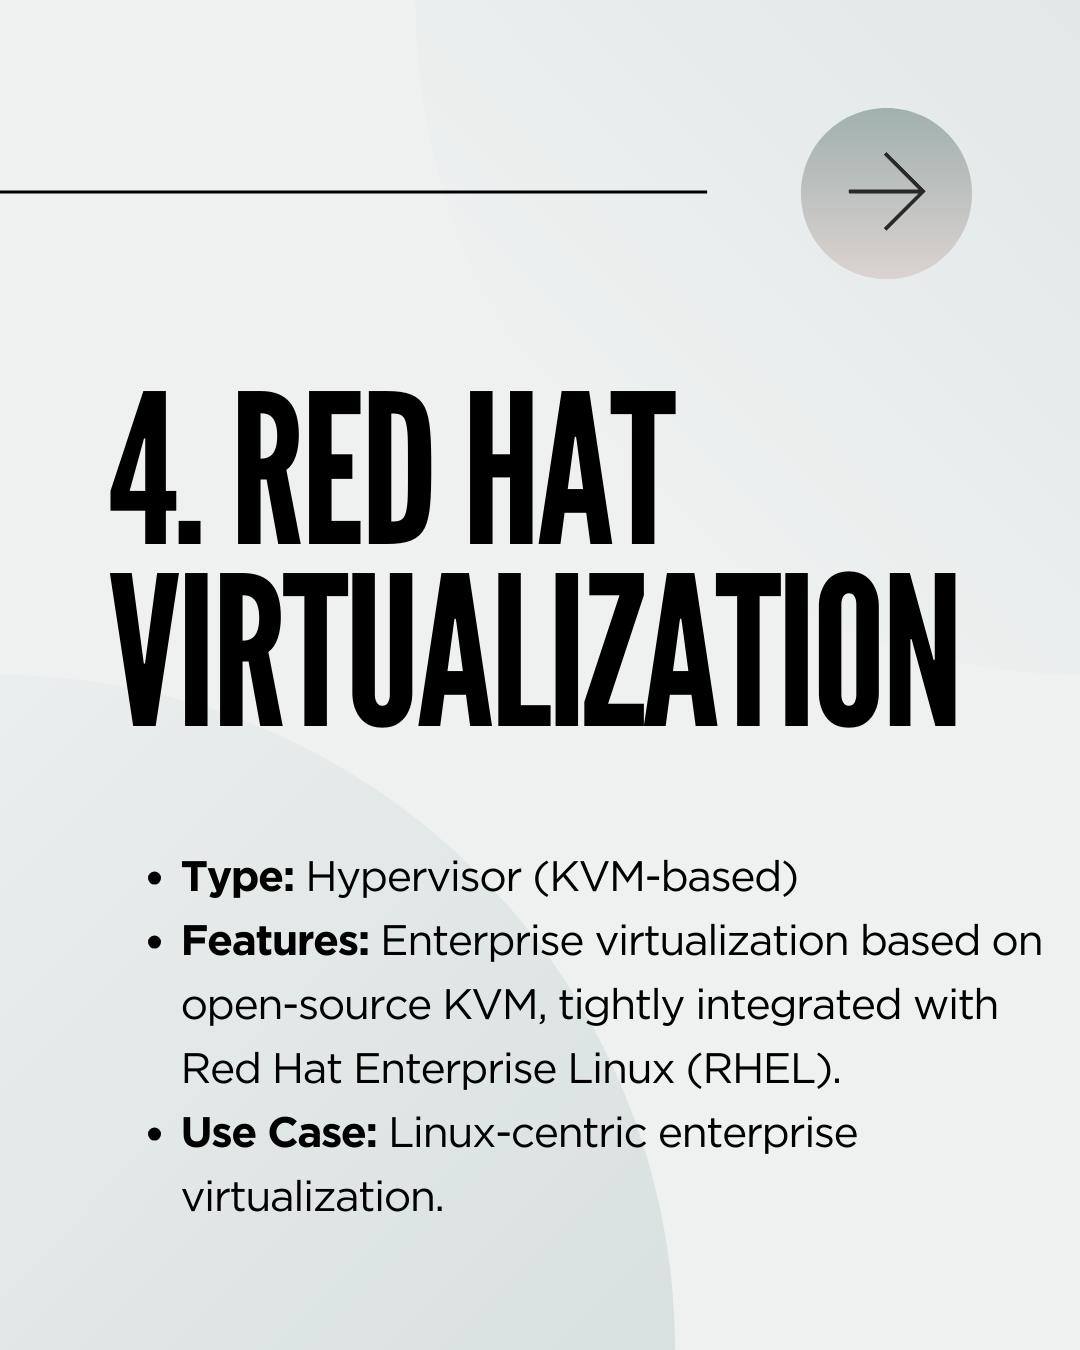 4. RED HAT
VIRTUALIZATION
• Type: Hypervisor (KVM-based)
• Features: Enterprise virtualization based on
open-source KVM, tightly integrated with
Red Hat Enterprise Linux (RHEL).
• Use Case: Linux-centric enterprise
virtualization.